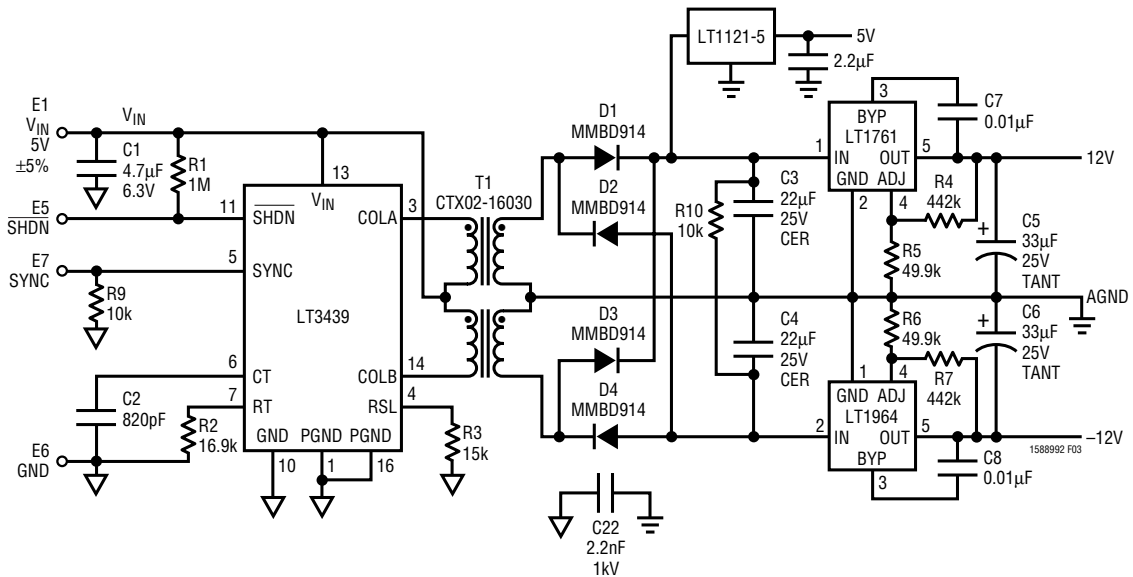 LT1121-5
5V
2.2µF
E1
VIN
5V
±5%
VIN
C1
4.7µF
6.3V
R1
1M
E5
SHDN
E7
SYNC
R9
10k
C2
820pF
E6
GND
R2
16.9k
13
VIN
11
SHDN
COLA
3
5
SYNC
LT3439
6
CT
COLB
14
7
RT
RSL
4
GND
PGND
PGND
10
1
16
R3
15k
T1
CTX02-16030
D1
MMBD914
D2
MMBD914
D3
MMBD914
D4
MMBD914
C22
2.2nF
1kV
R10
10k
C3
22µF
25V
CER
C4
22µF
25V
CER
3
BYP
LT1761
1
IN
OUT
5
GND
ADJ
2
4
C7
0.01µF
12V
R4
442k
R5
49.9k
+
C5
33µF
25V
TANT
AGND
R6
49.9k
+
C6
33µF
25V
TANT
R7
442k
1
4
GND
ADJ
LT1964
2
IN
OUT
5
BYP
3
–12V
C8
0.01µF
1588992 F03